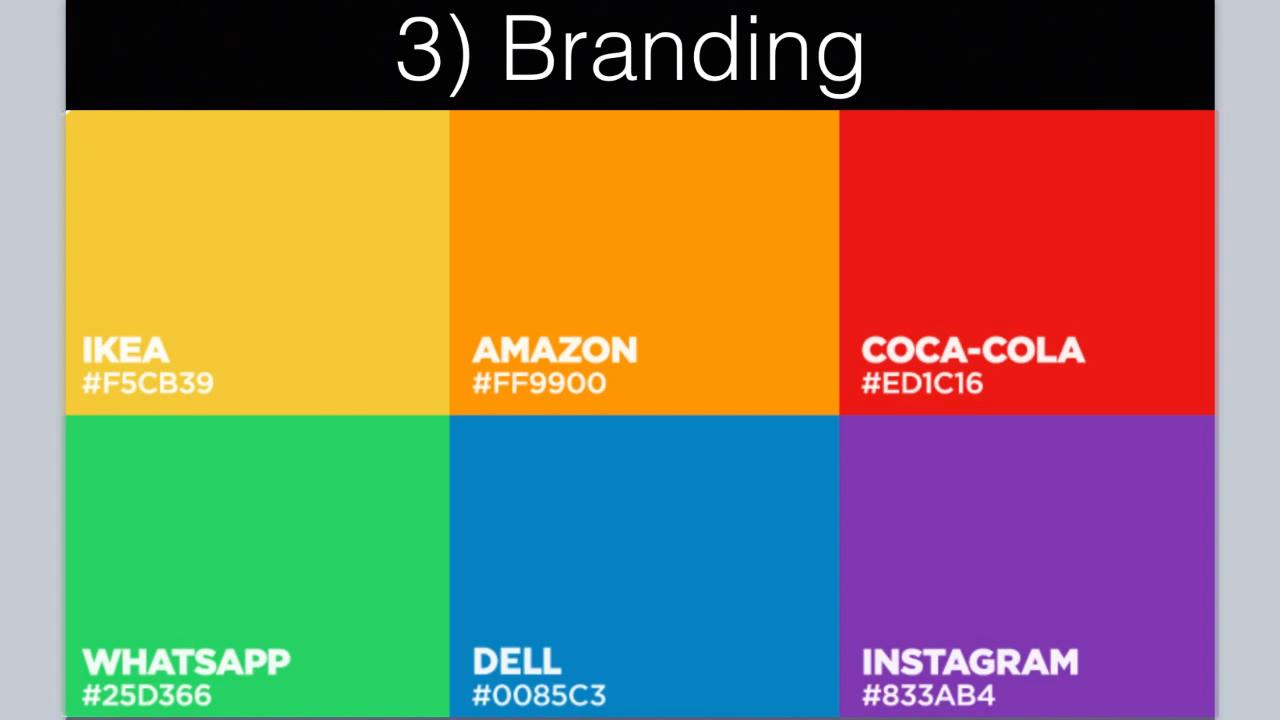 3) Branding
IKEA
#F5CB39
AMAZON
#FF9900
COCA-COLA
#ED1C16
WHATSAPP
#25D366
DELL
#0085C3
INSTAGRAM
#833AB4